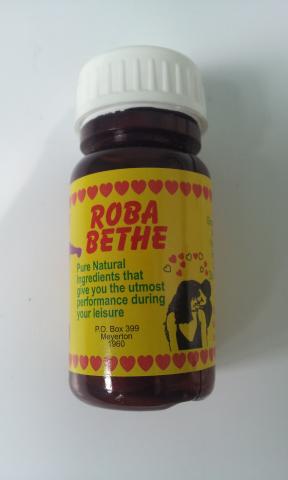 ROBA
BETHE
Pure Natural
Ingredients that
give you the utmost
performance during
your leisure
P.O. Box 399
Meyerton
1960